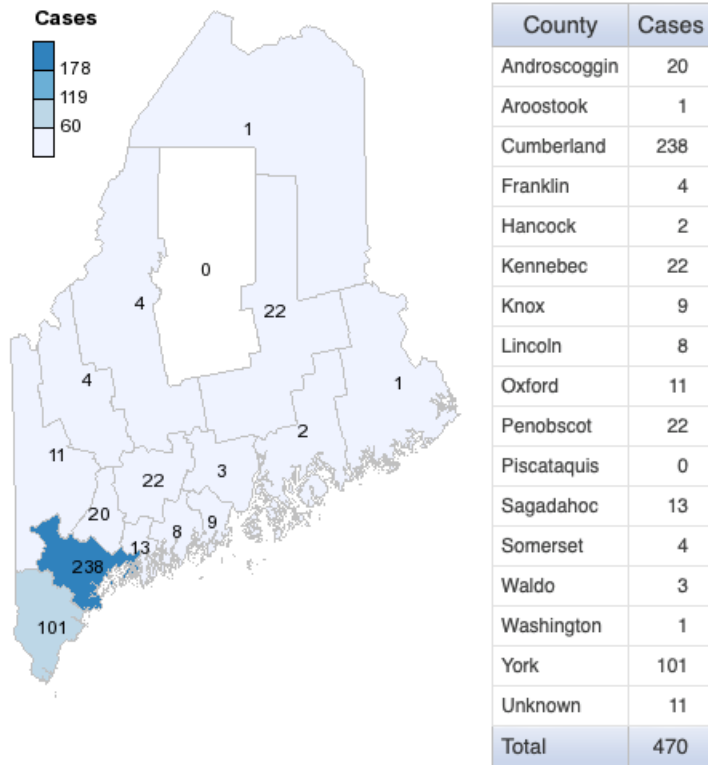 Cases
178
119
60
1
0
4
22
4
1
2
11
3
22
20
9
8
13
238
101
County Cases
Androscoggin 20
Aroostook 1
Cumberland 238
Franklin 4
Hancock 2
Kennebec 22
Knox 9
Lincoln 8
Oxford 11
Penobscot 22
Piscataquis 0
Sagadahoc 13
Somerset 4
Waldo 3
Washington 1
York 101
Unknown 11
Total 470